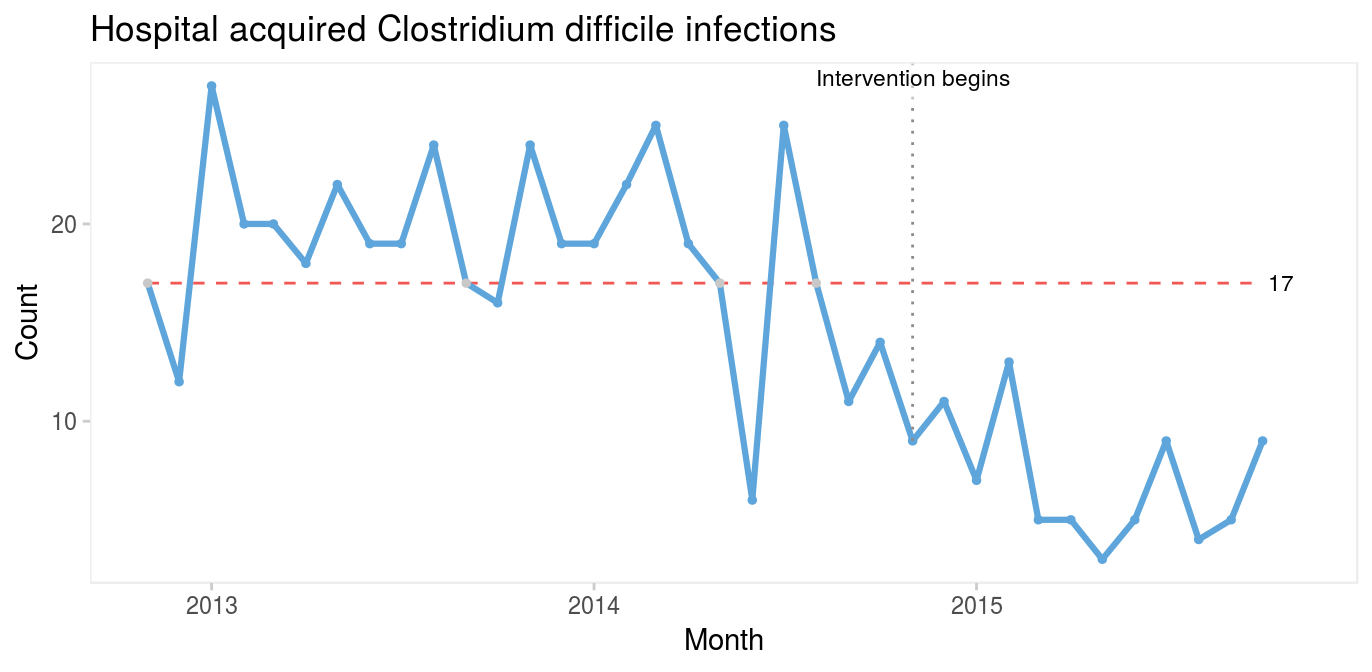 Hospital acquired Clostridium difficile infections
Intervention begins
20
17
10
Count
2013 2014 2015
Month